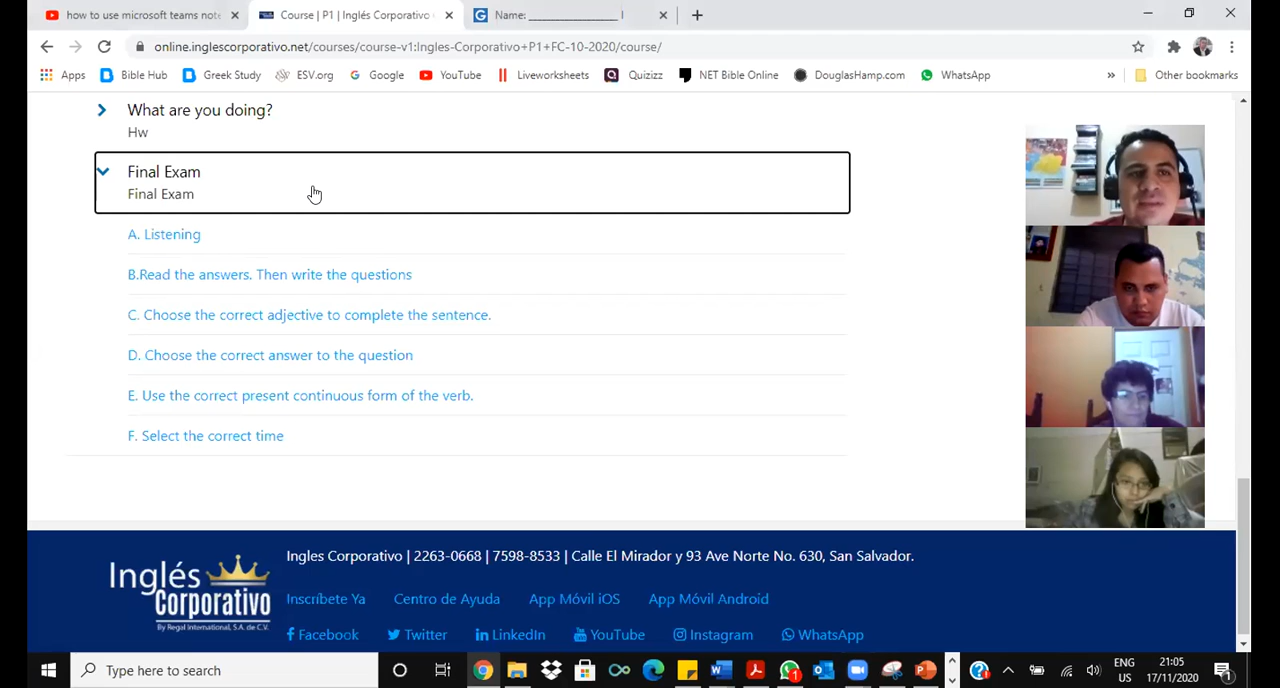 how to use microsoft teams note
Course | P1 | Inglés Corporativo
Name: ____________________ I
online.inglescorporativo.net/courses/course-v1:Ingles-Corporativo+P1+FC-10-2020/course/
Apps
Bible Hub
Greek Study
ESV.org
Google
YouTube
Liveworksheets
Quizizz
NET Bible Online
DouglasHamp.com
WhatsApp
»
Other bookmarks
What are you doing?
Hw
Final Exam
Final Exam
A. Listening
B.Read the answers. Then write the questions
C. Choose the correct adjective to complete the sentence.
D. Choose the correct answer to the question
E. Use the correct present continuous form of the verb.
F. Select the correct time
Inglés
Corporativo
By Regal International, S.A. de C.V.
Ingles Corporativo | 2263-0668 | 7598-8533 | Calle El Mirador y 93 Ave Norte No. 630, San Salvador.
Inscríbete Ya
Centro de Ayuda
App Móvil iOS
App Móvil Android
Facebook
Twitter
LinkedIn
YouTube
Instagram
WhatsApp
Type here to search
ENG
US
21:05
17/11/2020